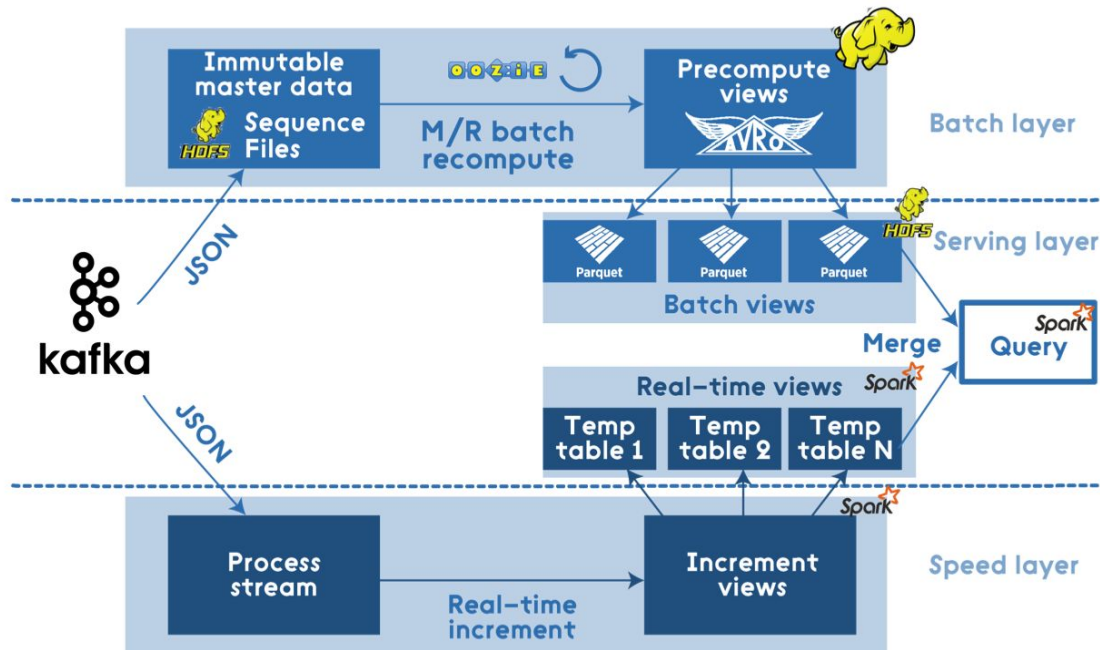 Immutable
master data
HDFS
Sequence
Files
OOZiE
M/R batch
recompute
Precompute
views
AVRO
Batch layer
JSON
Parquet
Parquet
Parquet
HDFS
Serving layer
Batch views
kafka
Merge
Spark
Query
Real-time views
Spark
Temp
table 1
Temp
table 2
Temp
table N
JSON
Spark
Process
stream
Real-time
increment
Increment
views
Speed layer